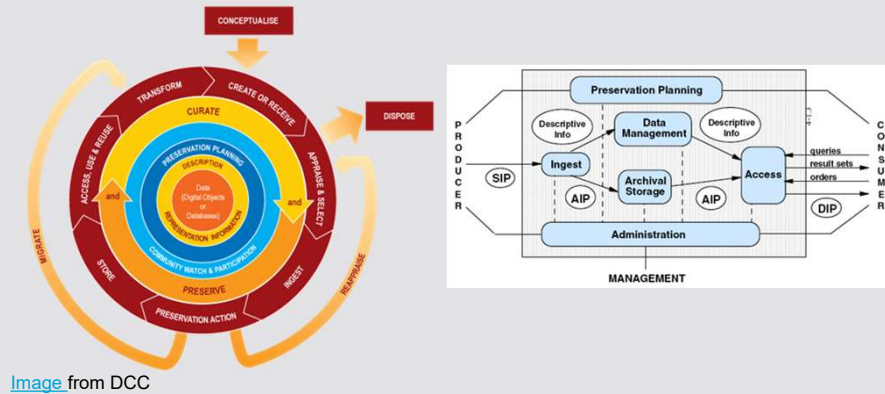 CONCEPTUALISE
DISPOSE
TRANSFORM
CREATE OR RECEIVE
APPRAISE & SELECT
INGEST
PRESERVATION ACTION
STORE
ACCESS, USE & REUSE
CURATE
and
and
PRESERVE
PRESERVATION PLANNING
COMMUNITY WATCH & PARTICIPATION
DESCRIPTION
REPRESENTATION INFORMATION
Data
(Digital Objects
or
Databases)
MIGRATE
REAPPRAISE
Image from DCC
PRODUCER
CONSUMER
Preservation Planning
4-1.3
Descriptive
Info
Data
Management
Descriptive
Info
Ingest
SIP
AIP
Archival
Storage
AIP
Access
queries
result sets
orders
DIP
Administration
MANAGEMENT